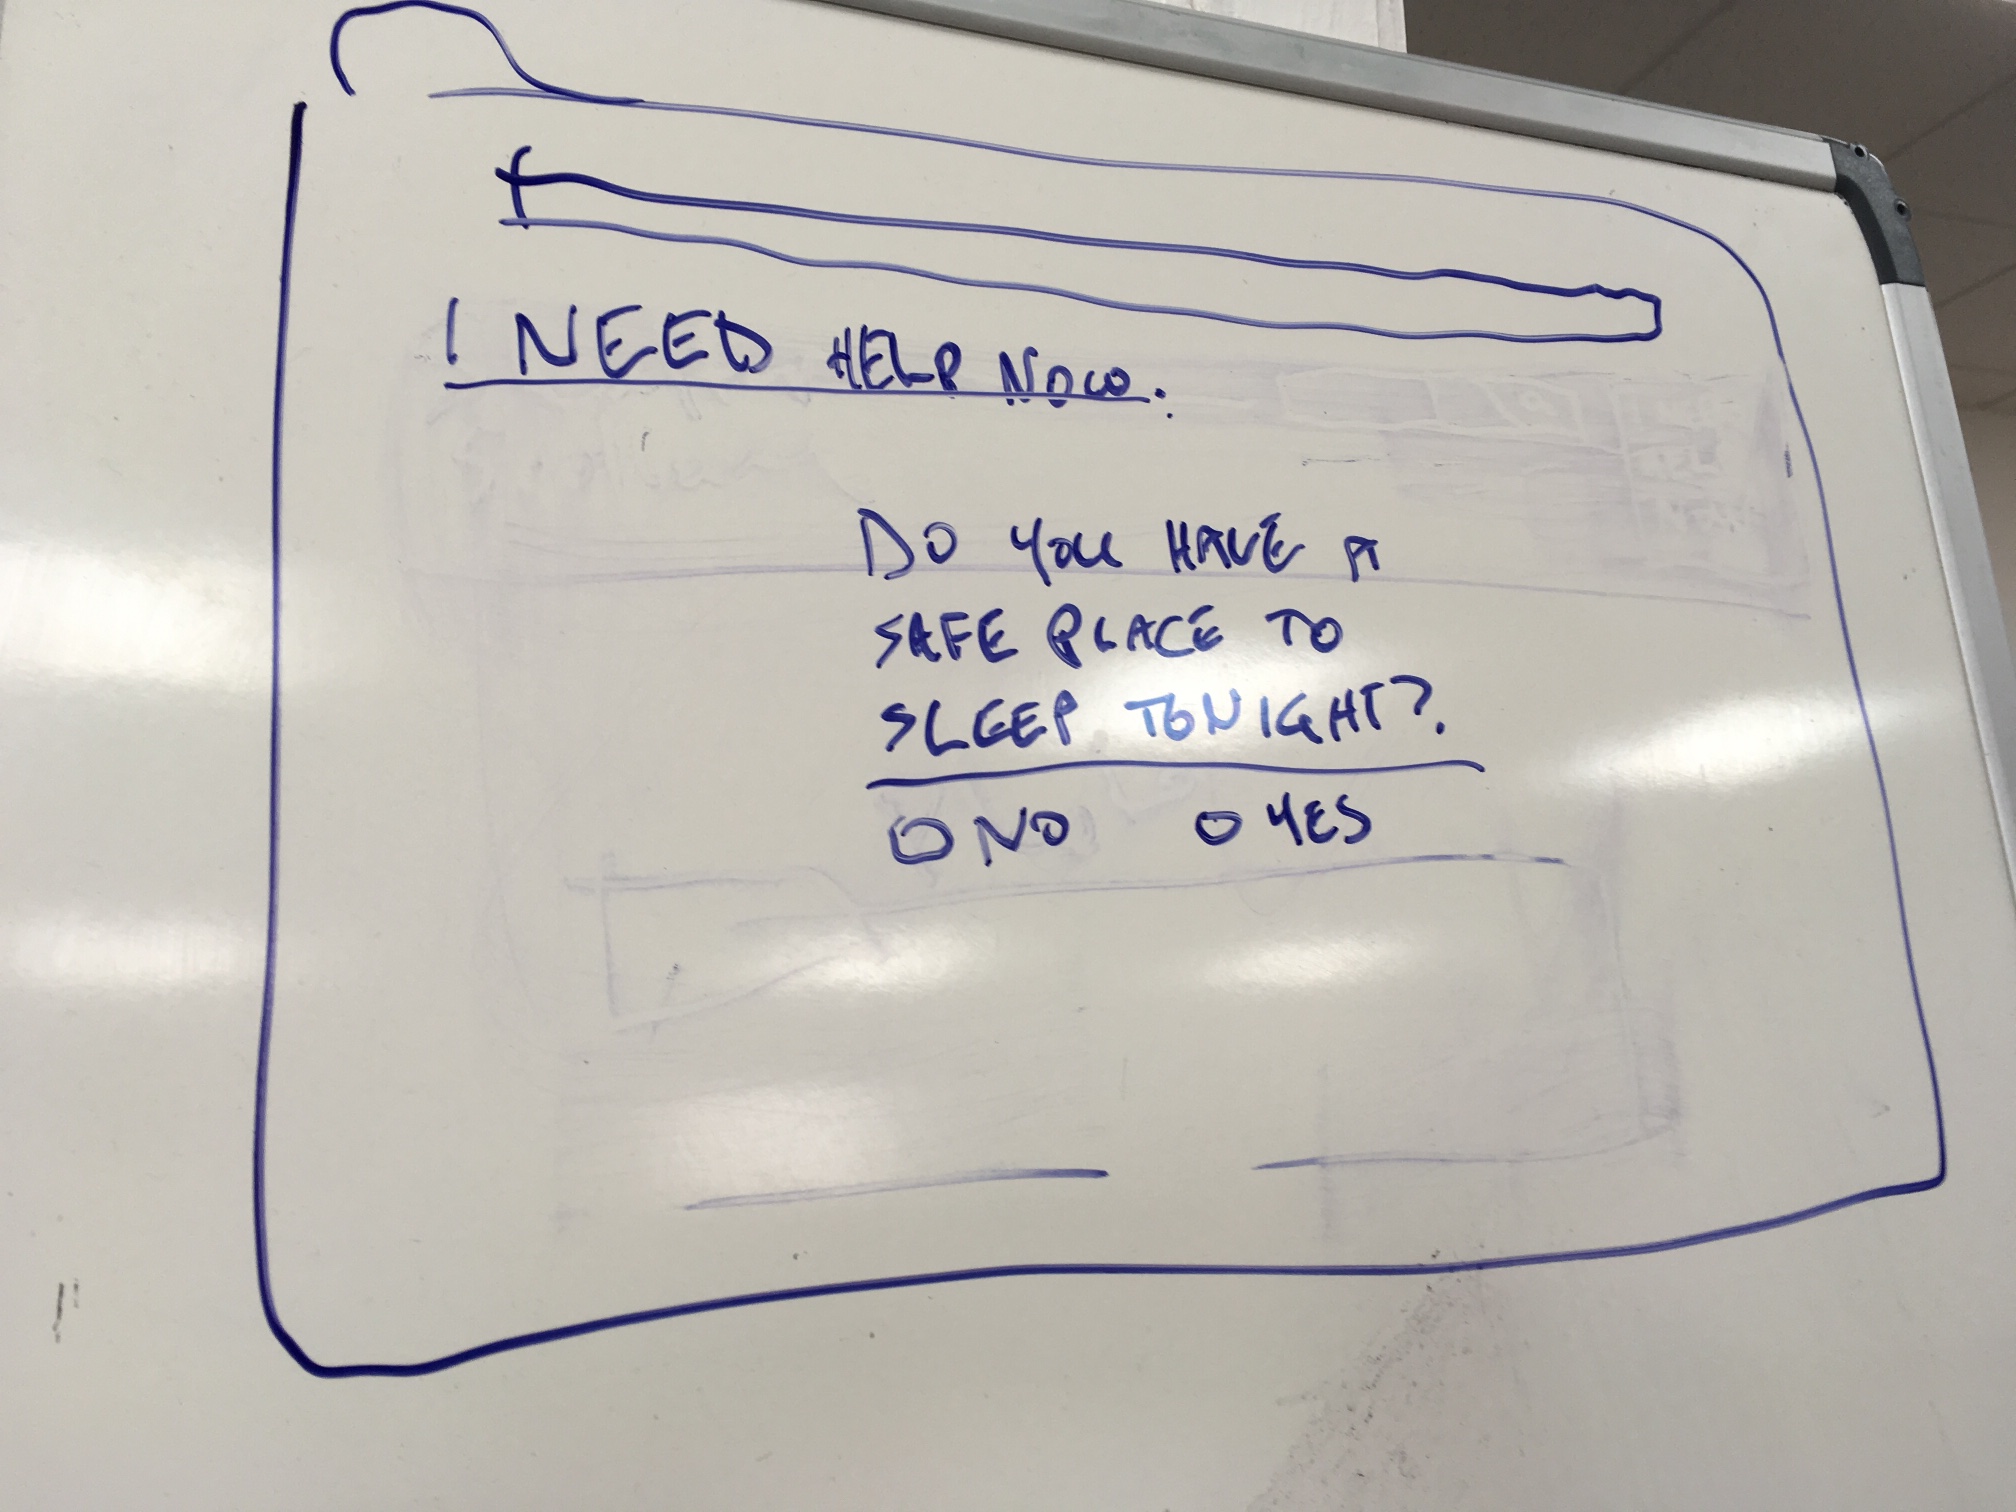 I NEED HELP NOW.
DO YOU HAVE A
SAFE PLACE TO
SLEEP TONIGHT?
NO YES